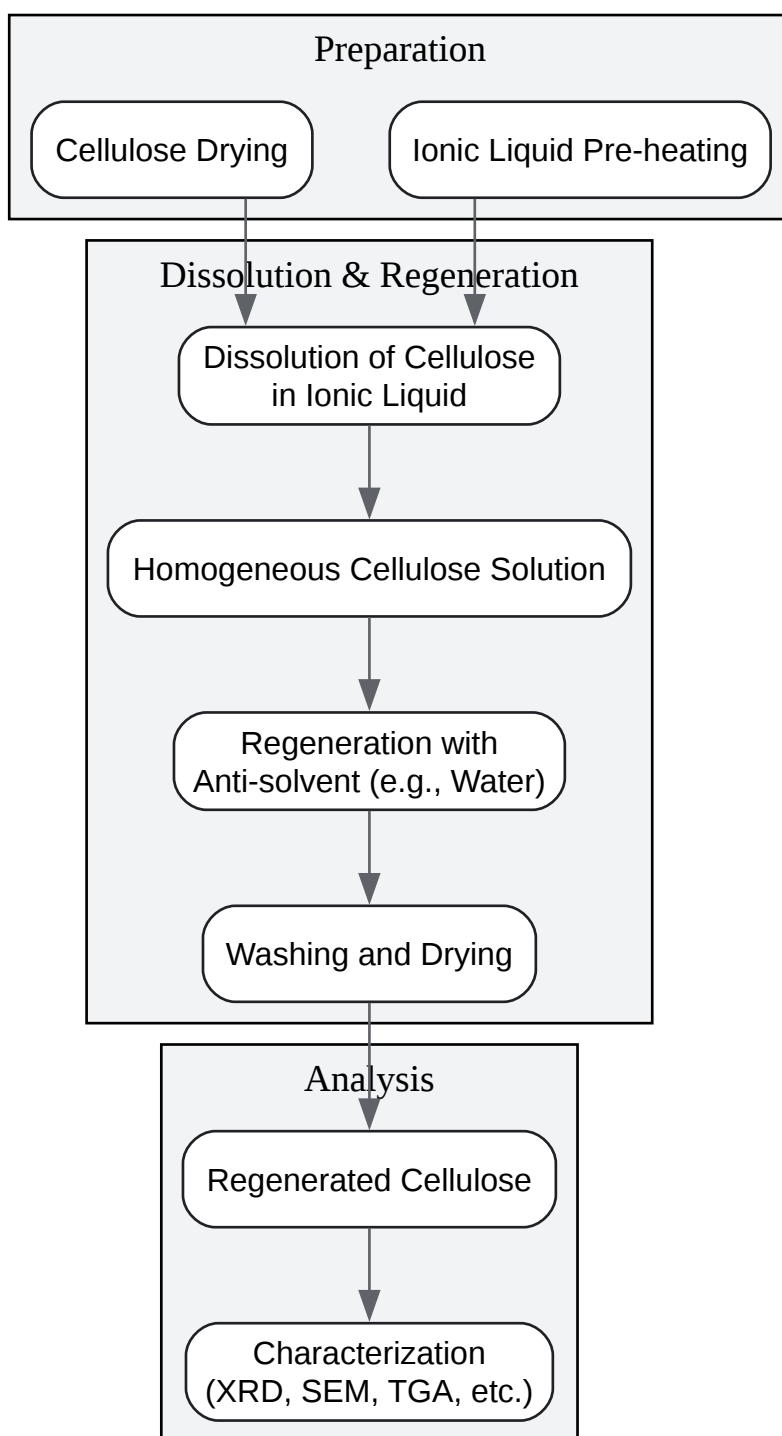 Preparation
Cellulose Drying
Ionic Liquid Pre-heating
Dissolution & Regeneration
Dissolution of Cellulose
in Ionic Liquid
Homogeneous Cellulose Solution
Regeneration with
Anti-solvent (e.g., Water)
Washing and Drying
Analysis
Regenerated Cellulose
Characterization
(XRD, SEM, TGA, etc.)